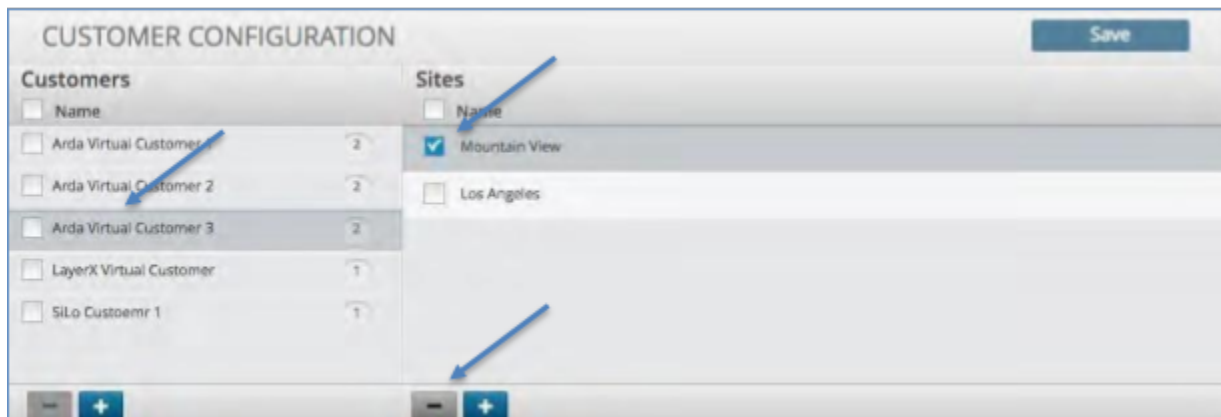 CUSTOMER CONFIGURATION
Save
Customers
Name
Arda Virtual Customer 1 2
Arda Virtual Customer 2 2
Arda Virtual Customer 3 2
LayerX Virtual Customer 1
SiLo Custoemr 1 1
- +
Sites
Name
Mountain View
Los Angeles
- +